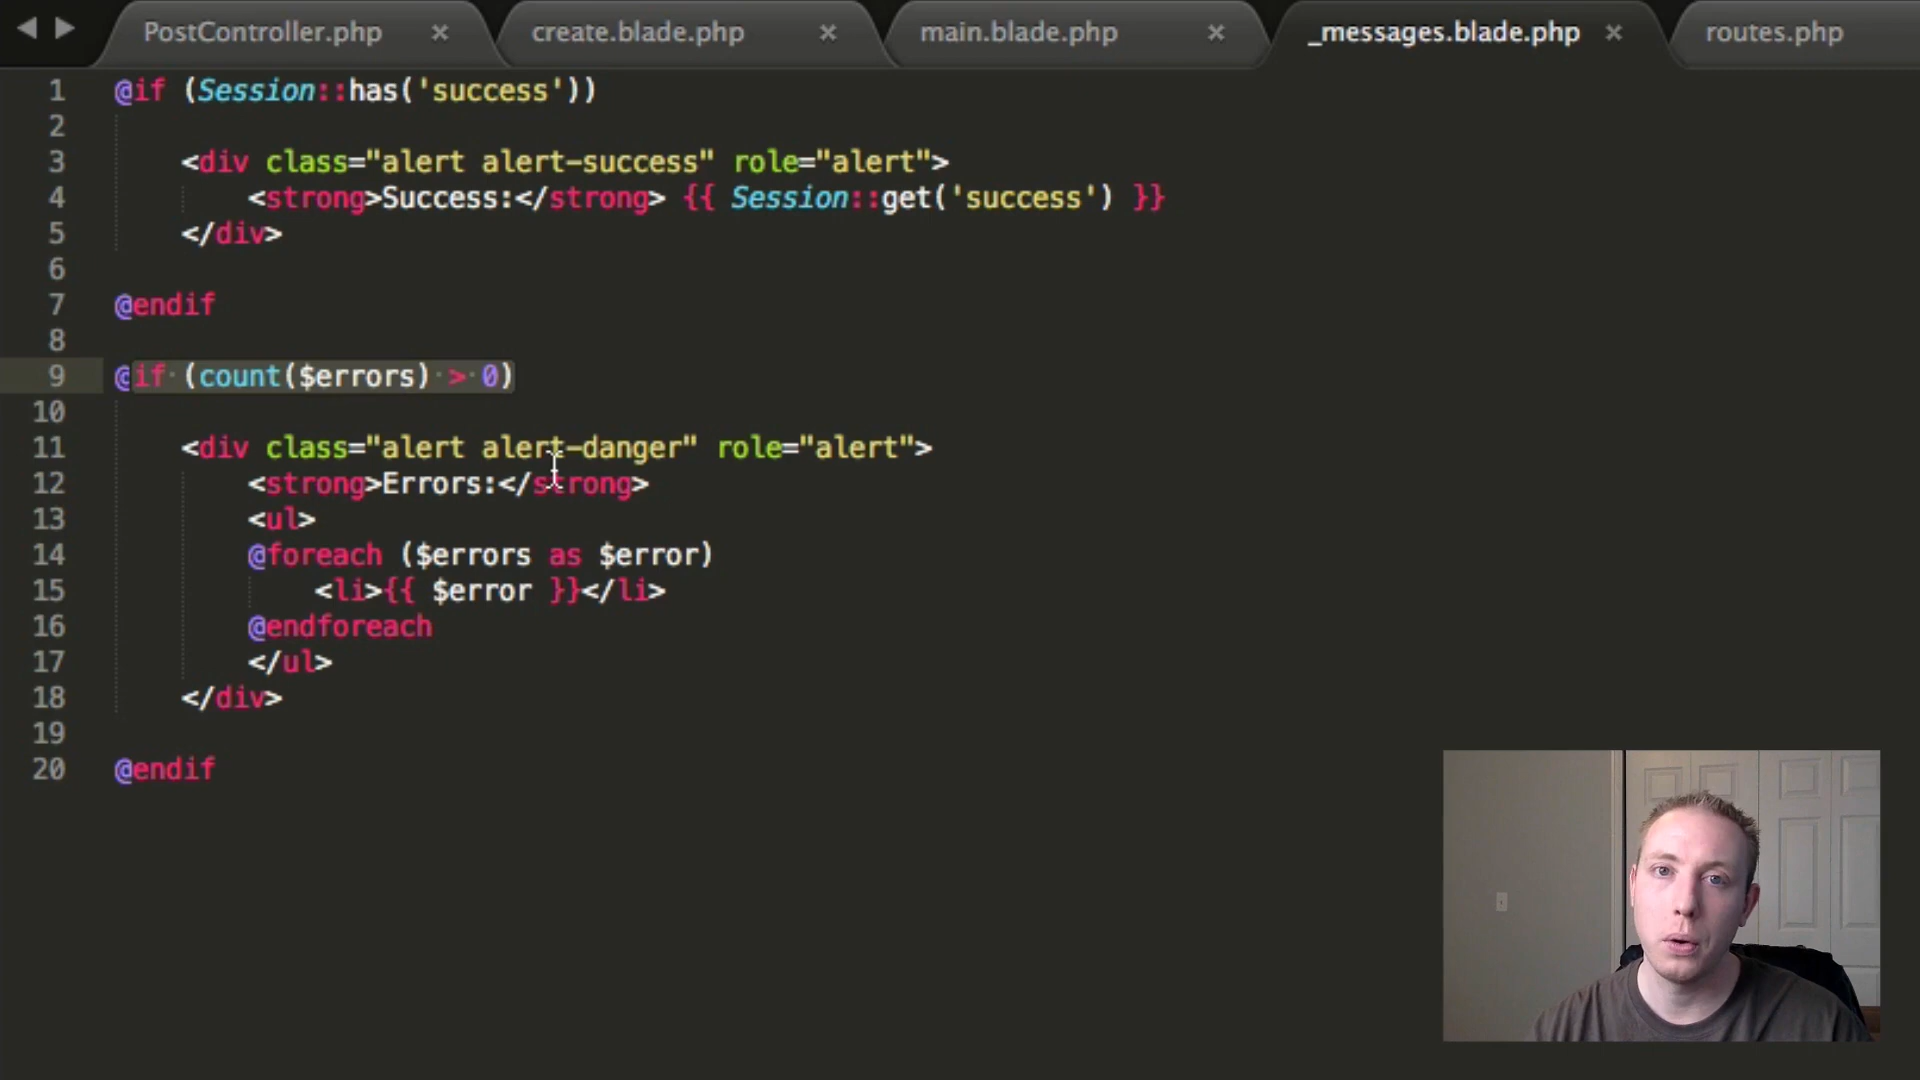 PostController.php × create.blade.php × main.blade.php × _messages.blade.php × routes.php
1 @if (Session::has('success'))
2
3 <div class="alert alert-success" role="alert">
4 <strong>Success:</strong> {{ Session::get('success') }}
5 </div>
6
7 @endif
8
9 @if (count($errors) > 0)
10
11 <div class="alert alert-danger" role="alert">
12 <strong>Errors:</strong>
13 <ul>
14 @foreach ($errors as $error)
15 <li>{{ $error }}</li>
16 @endforeach
17 </ul>
18 </div>
19
20 @endif